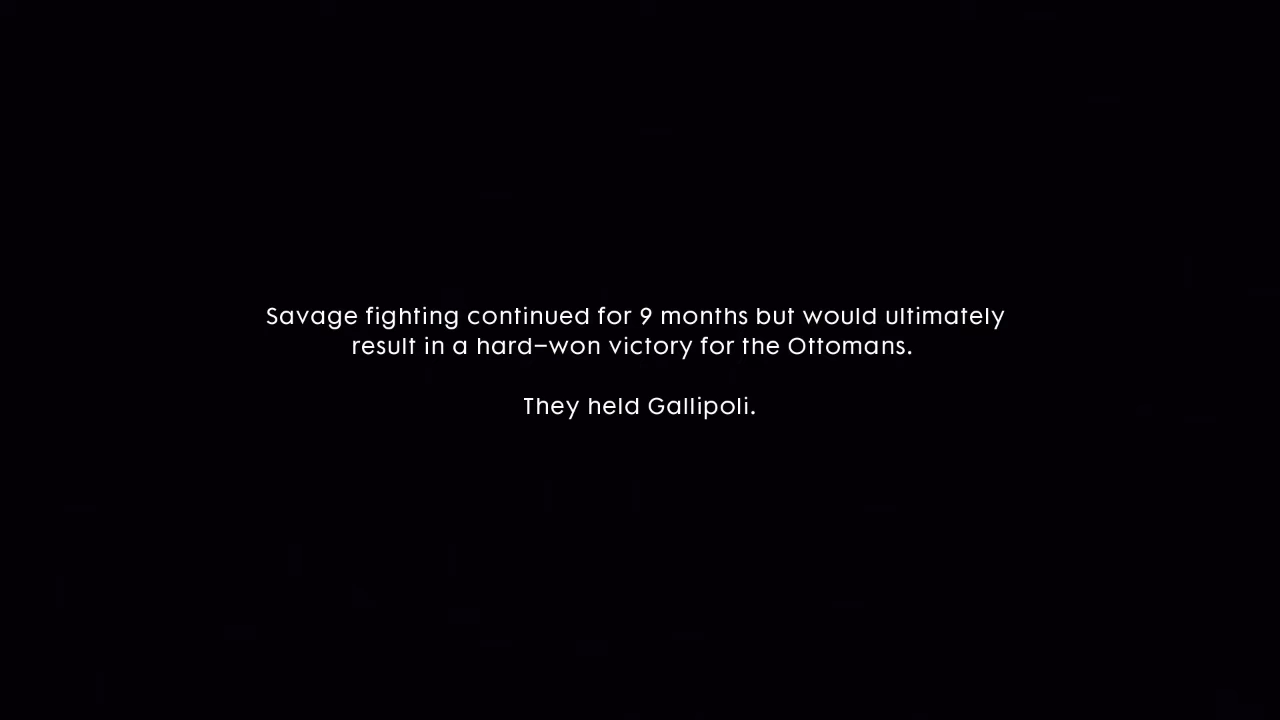 Savage fighting continued for 9 months but would ultimately
result in a hard-won victory for the Ottomans.
They held Gallipoli.